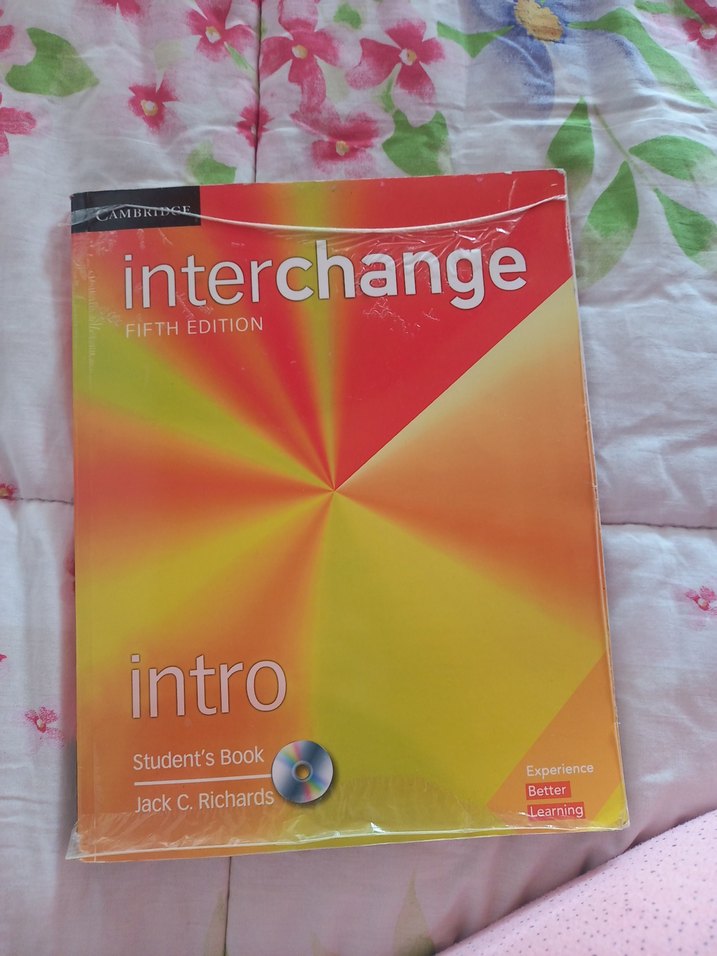 CAMBRIDGE
interchange
FIFTH EDITION
intro
Student's Book
Jack C. Richards
Experience
Better
Learning